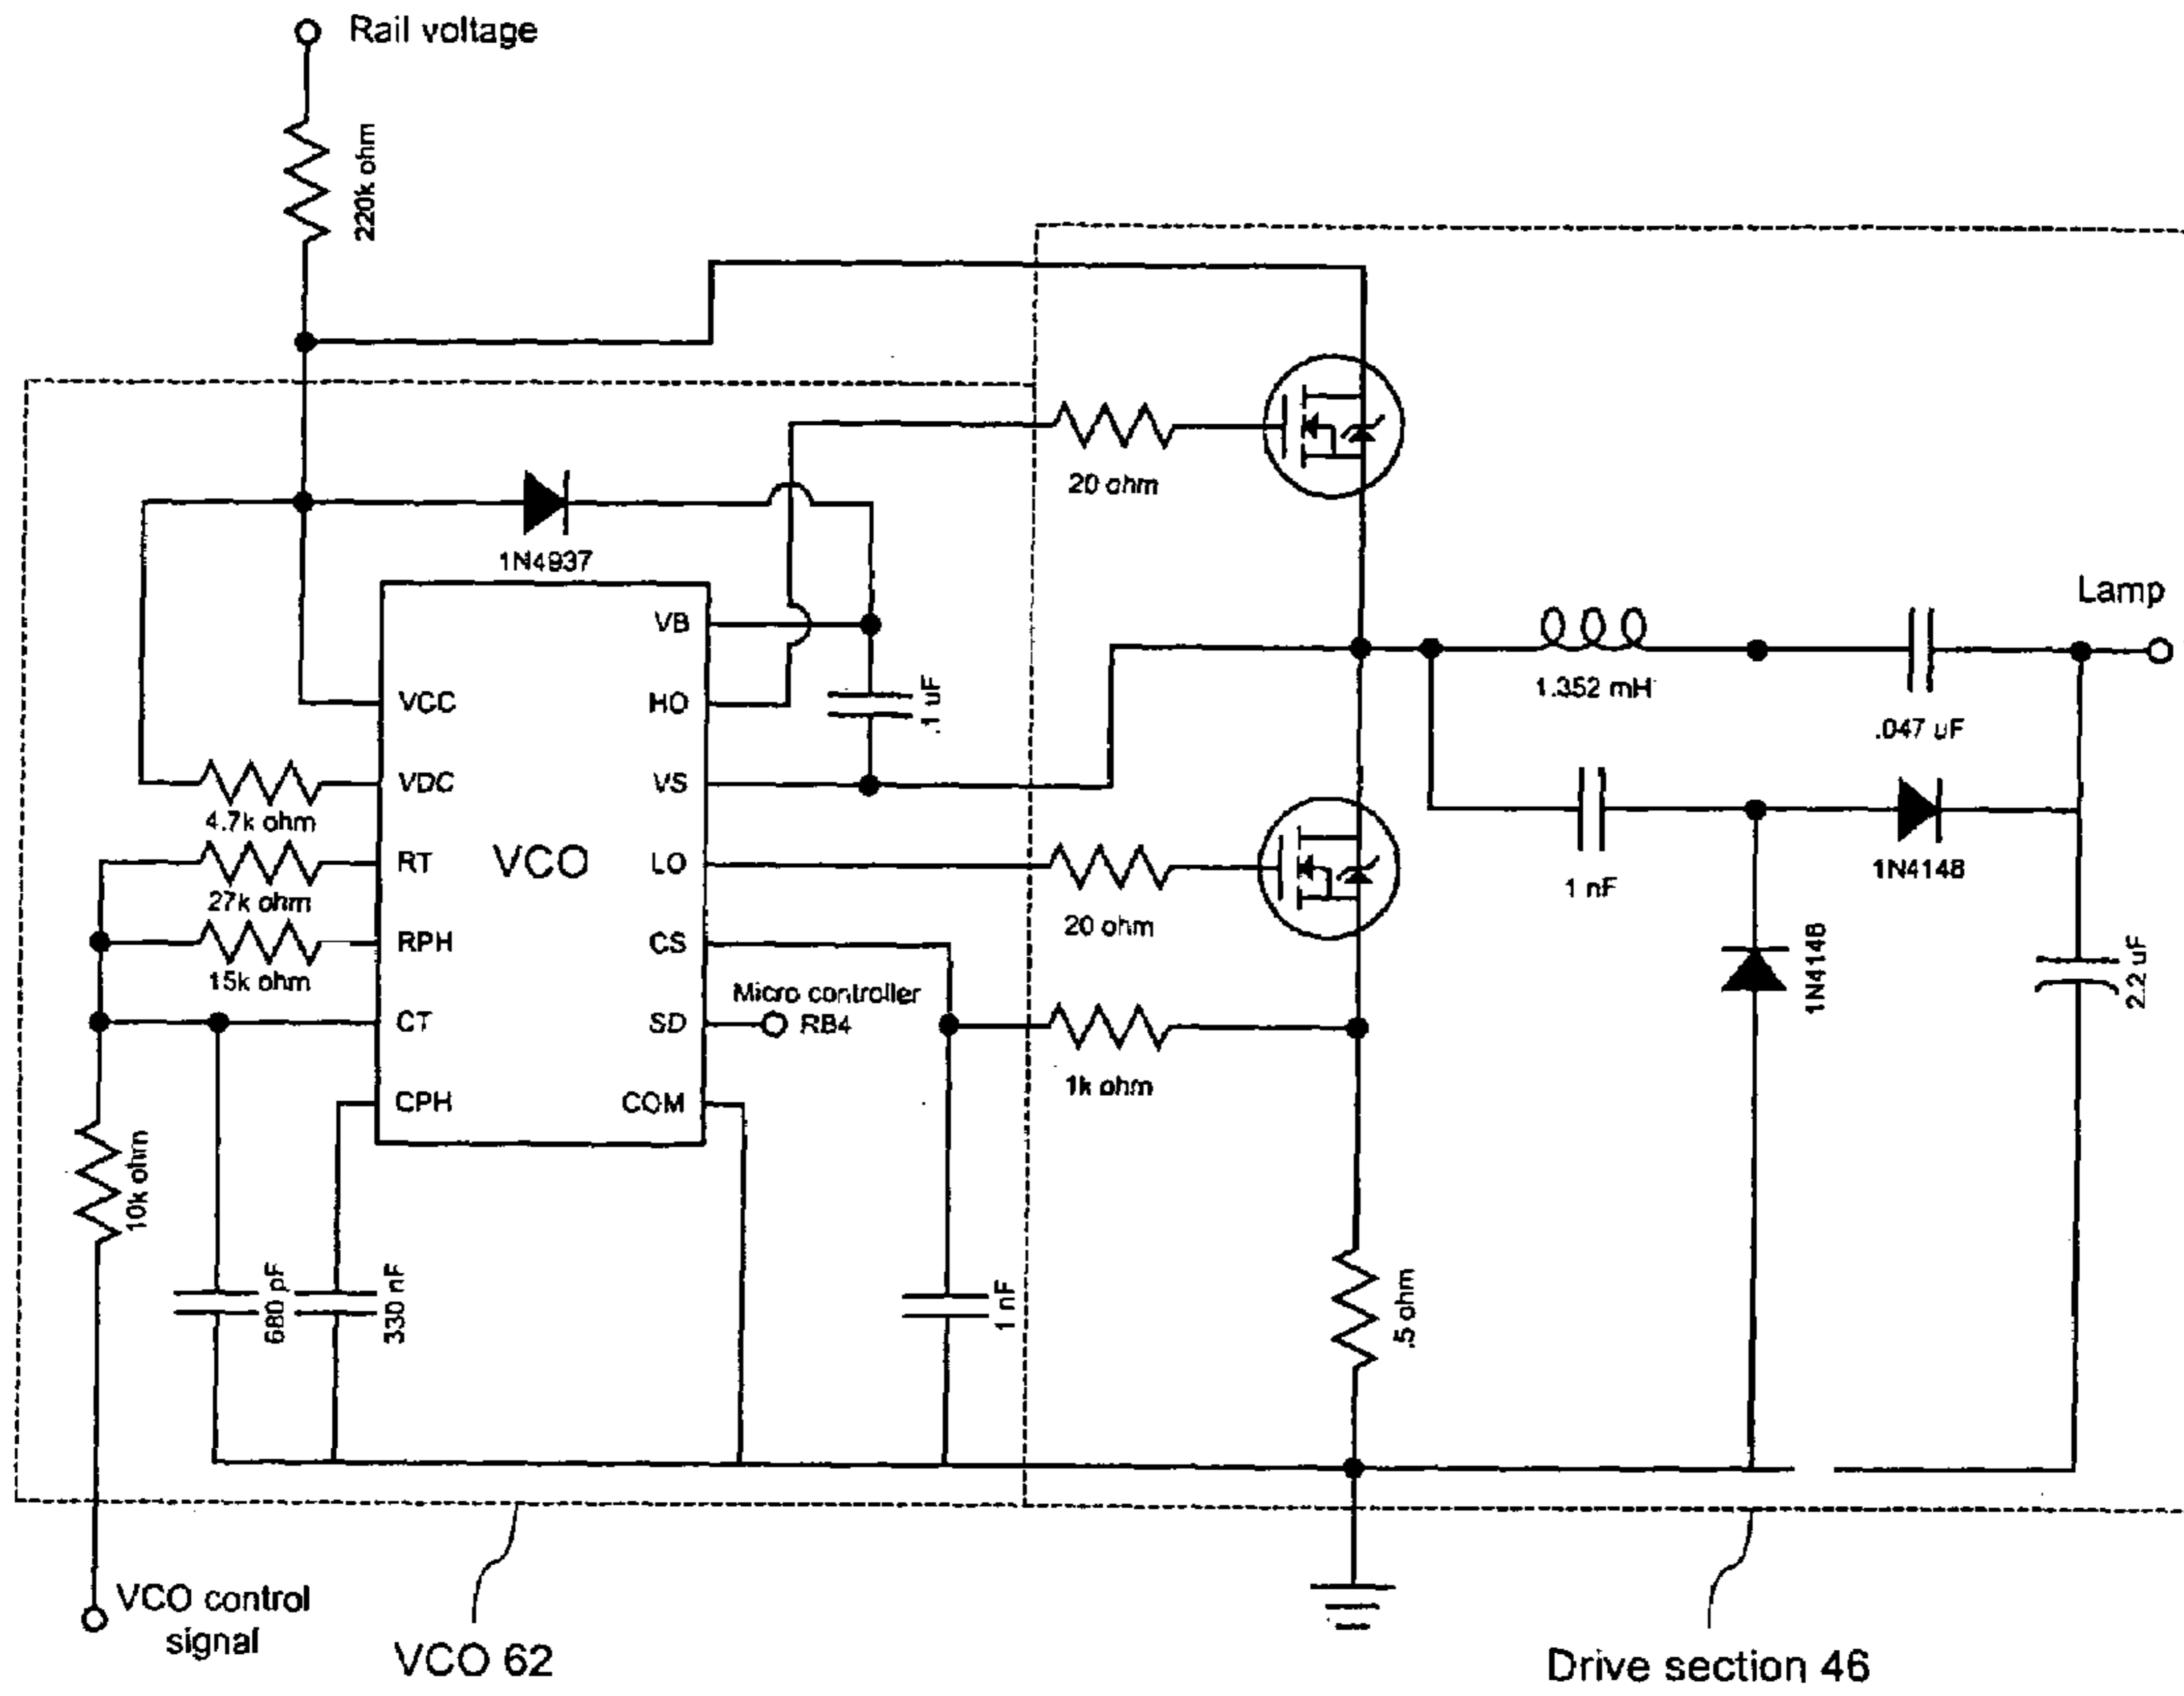 Rail voltage
220k ohm
20 ohm
1N4937
Lamp
VB
1.352 mH
VCC
HO
.1 uF
.047 uF
VDC
VS
4.7k ohm
RT
VCO
LO
1N4148
27k ohm
1 nF
20 ohm
RPH
CS
15k ohm
1N4148
2.2 uF
Micro controller
CT
SD
RB4
1k ohm
CPH
COM
10k ohm
680 pF
330 nF
1 nF
.5 ohm
VCO control
signal
VCO 62
Drive section 46